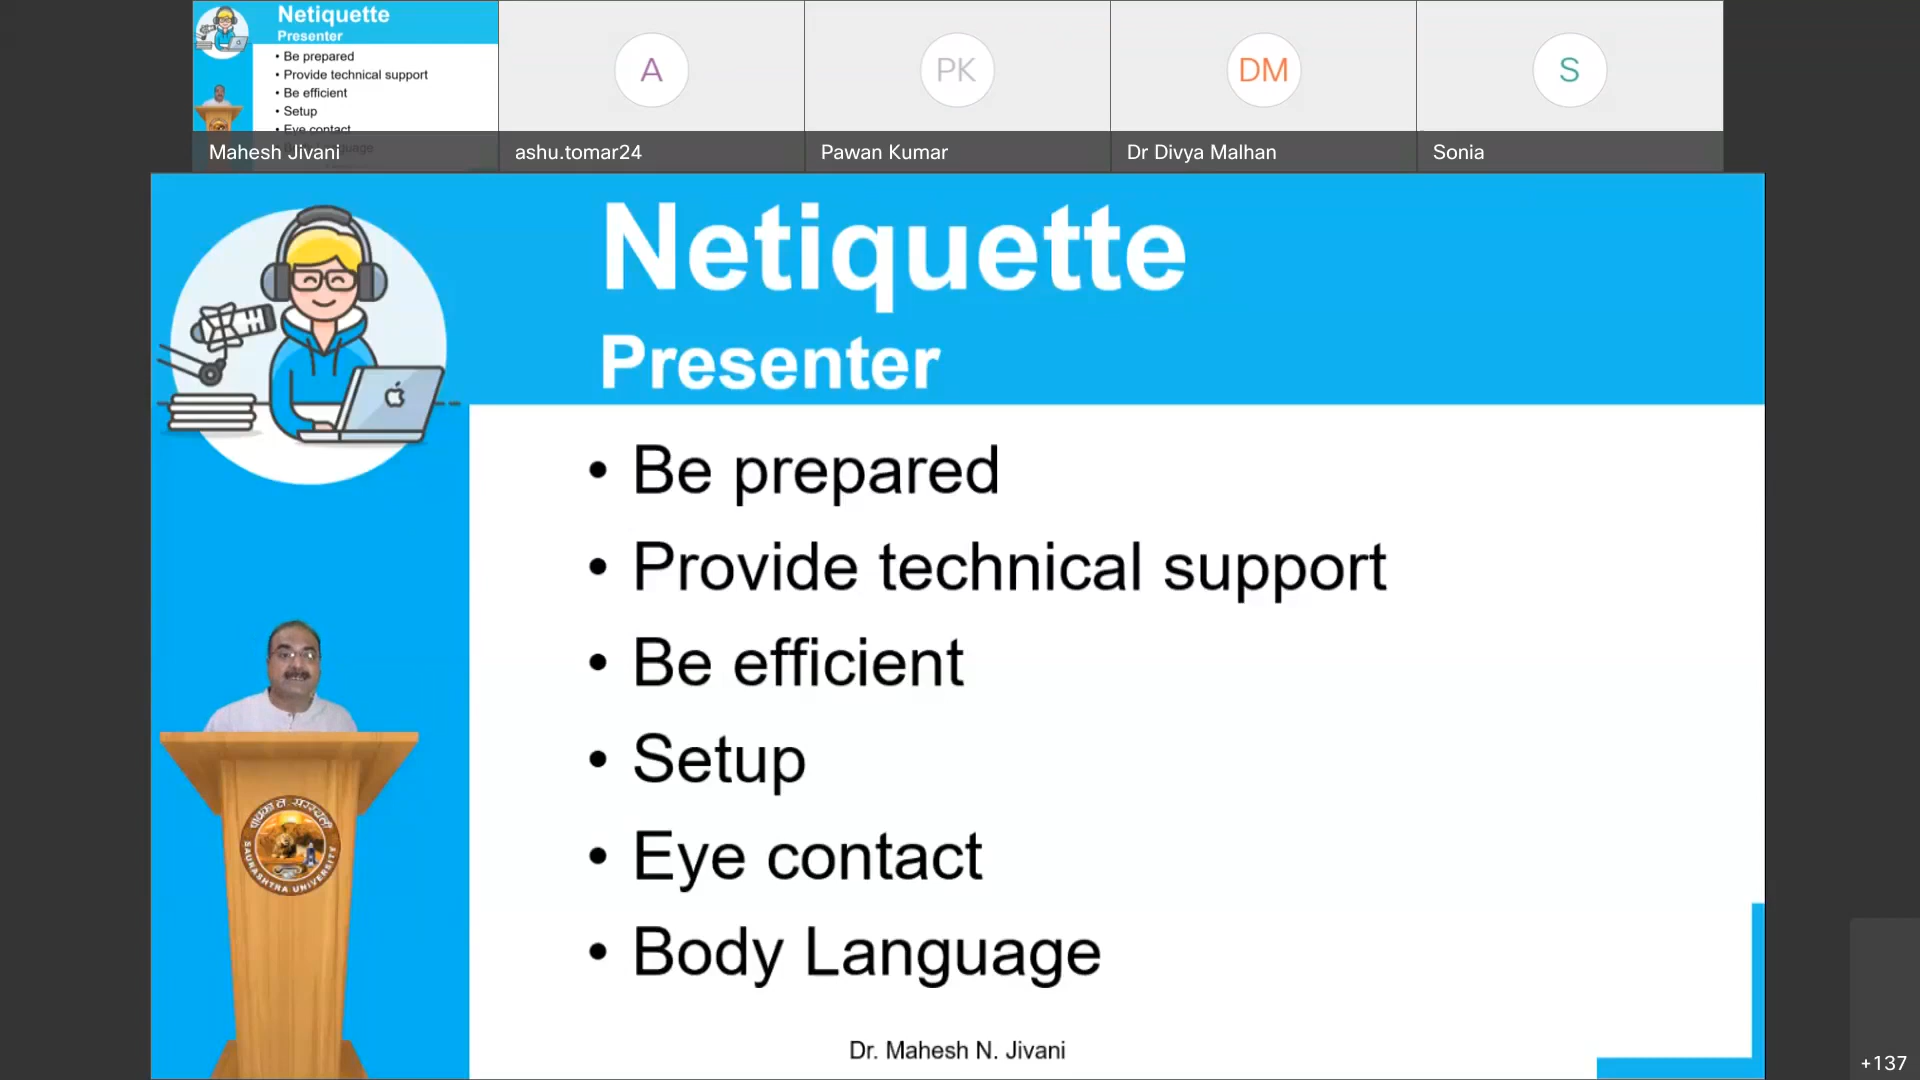 Netiquette
Presenter
• Be prepared
• Provide technical support
• Be efficient
• Setup
• Eye contact
A
PK
DM
S
Mahesh Jivani
ashu.tomar24
Pawan Kumar
Dr Divya Malhan
Sonia
Netiquette
Presenter
• Be prepared
• Provide technical support
• Be efficient
• Setup
• Eye contact
• Body Language
SAURASHTRA UNIVERSITY
Dr. Mahesh N. Jivani
+137